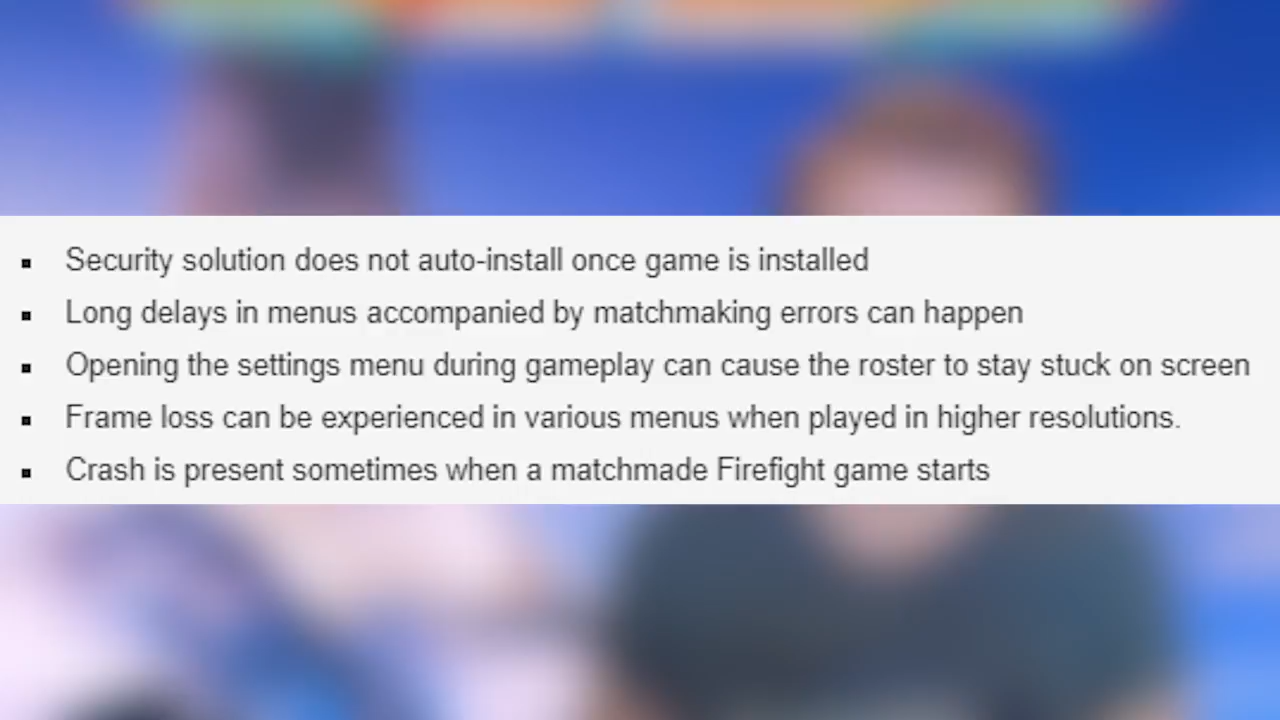 Security solution does not auto-install once game is installed
Long delays in menus accompanied by matchmaking errors can happen
Opening the settings menu during gameplay can cause the roster to stay stuck on screen
Frame loss can be experienced in various menus when played in higher resolutions.
Crash is present sometimes when a matchmade Firefight game starts